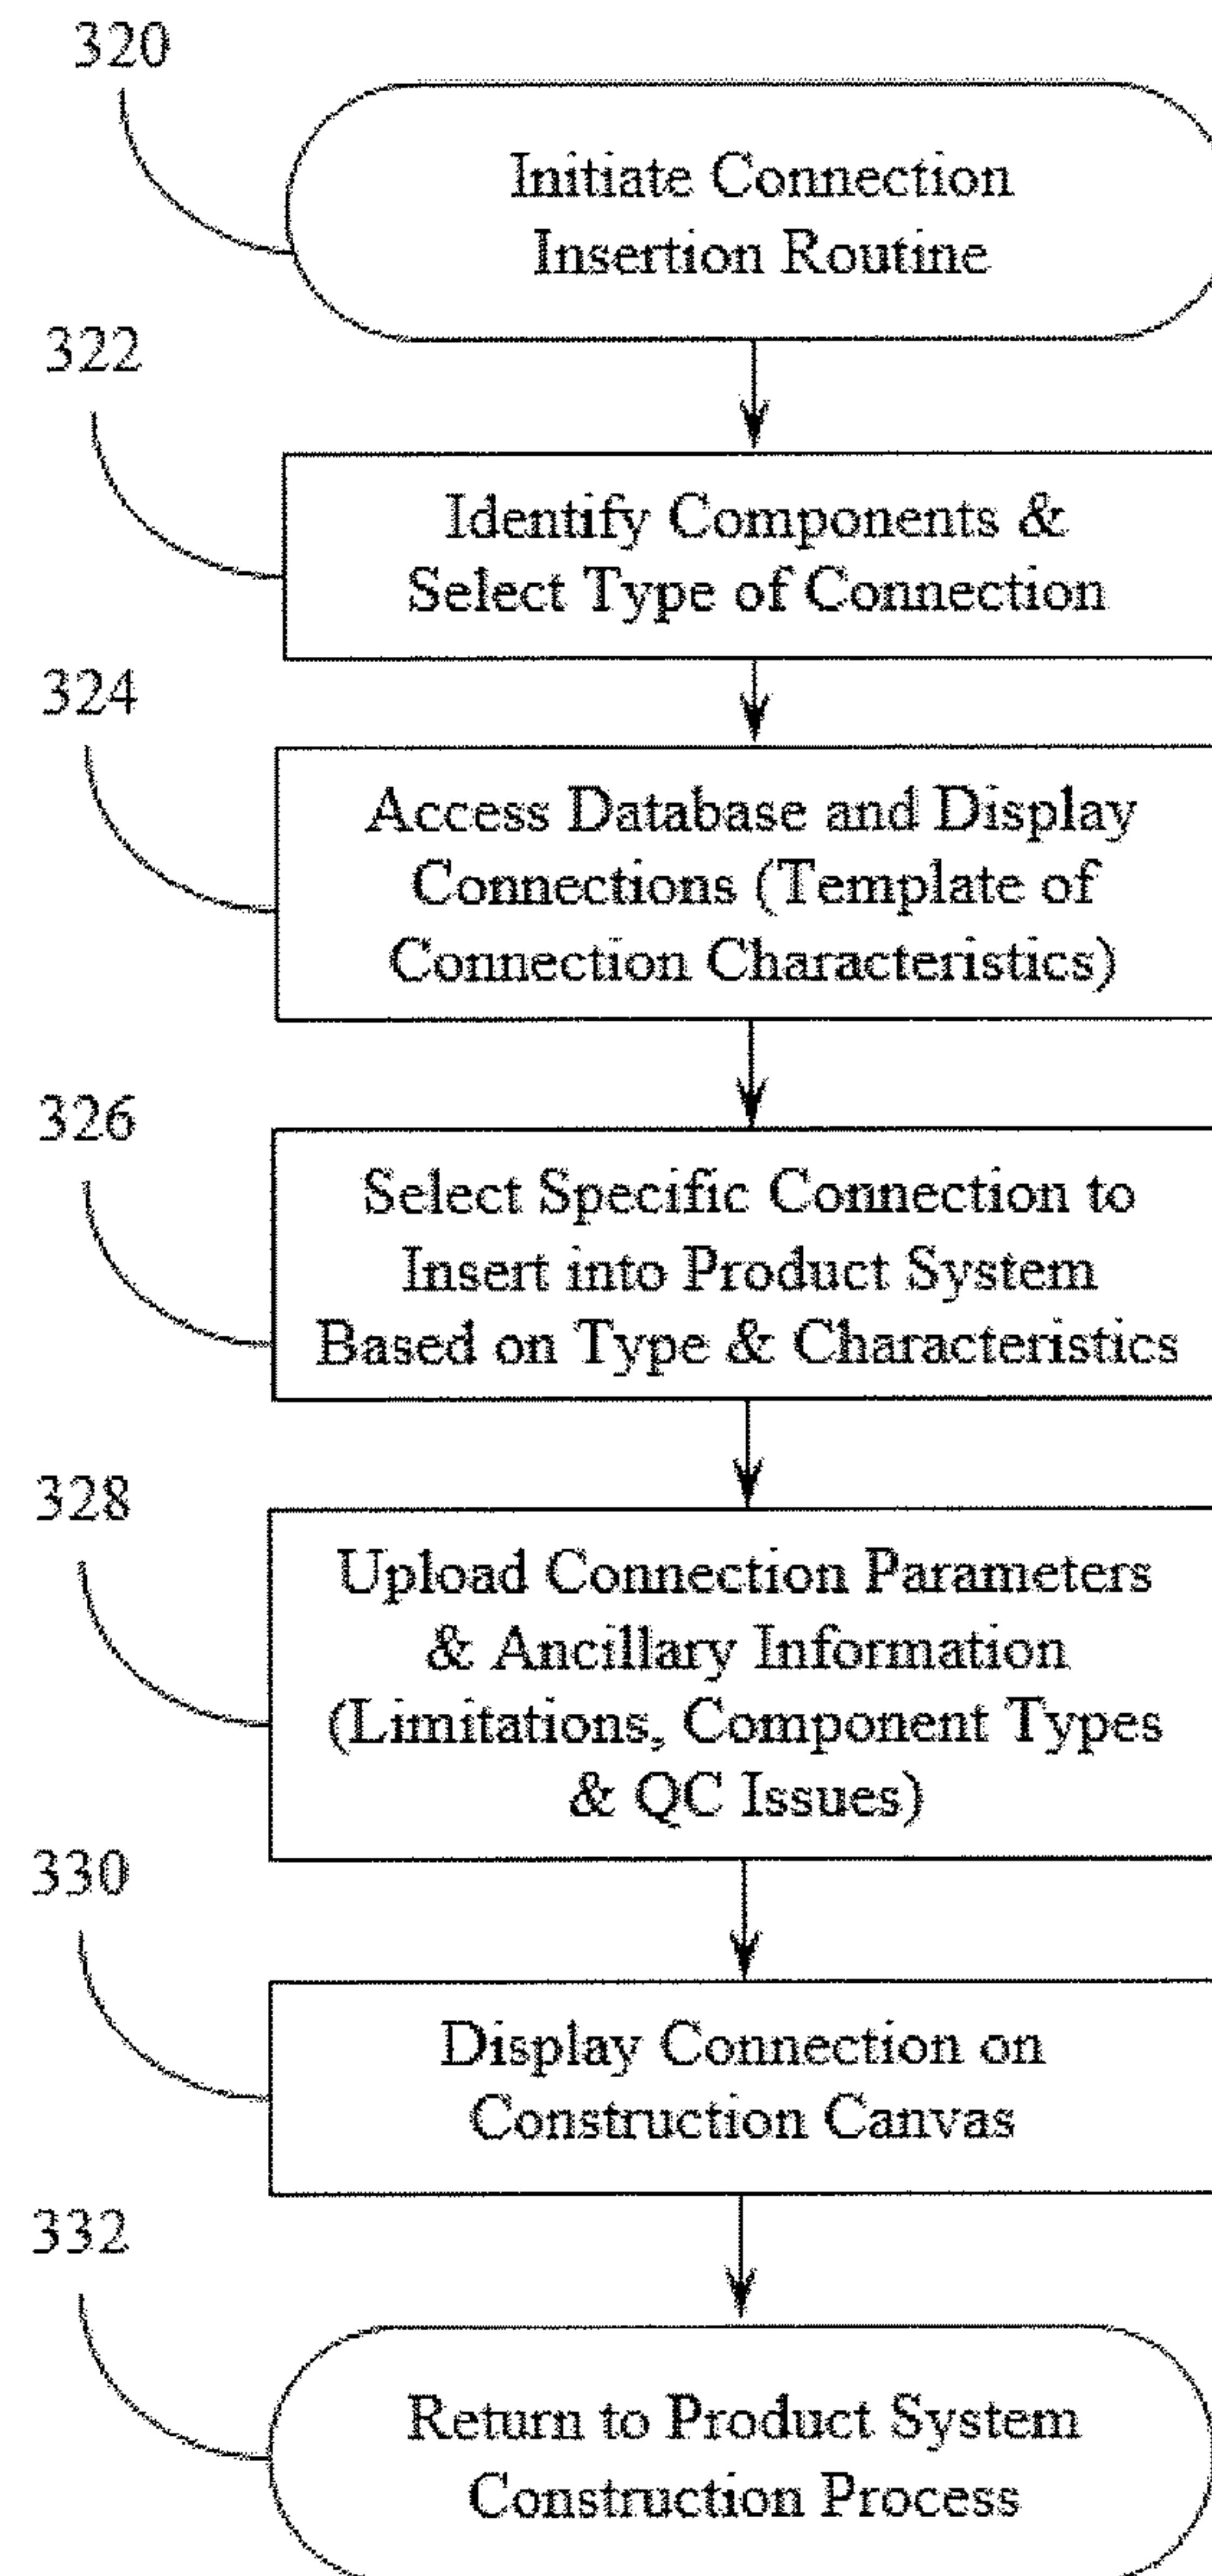 320
Initiate Connection
Insertion Routine
322
Identify Components &
Select Type of Connection
324
Access Database and Display
Connections (Template of
Connection Characteristics)
326
Select Specific Connection to
Insert into Product System
Based on Type & Characteristics
328
Upload Connection Parameters
& Ancillary Information
(Limitations, Component Types
& QC Issues)
330
Display Connection on
Construction Canvas
332
Return to Product System
Construction Process